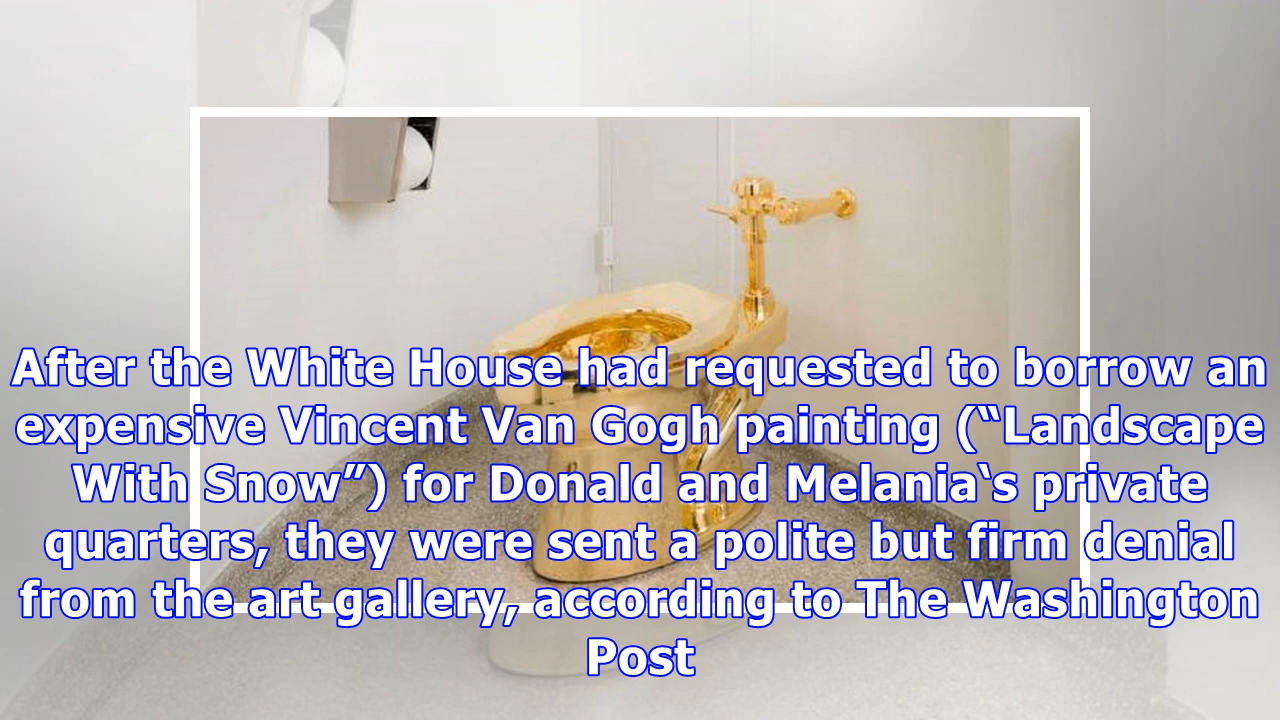 After the White House had requested to borrow an
expensive Vincent Van Gogh painting (“Landscape
With Snow”) for Donald and Melania‘s private
quarters, they were sent a polite but firm denial
from the art gallery, according to The Washington
Post